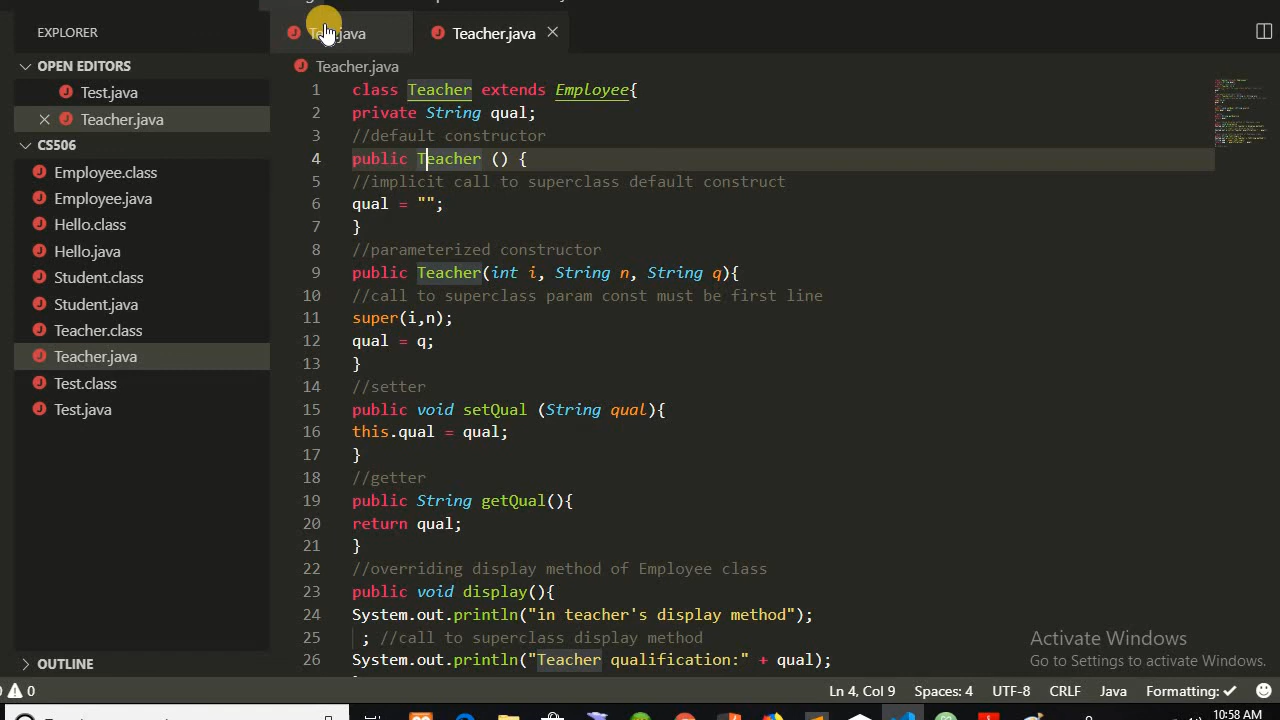 EXPLORER
OPEN EDITORS
Test.java
Teacher.java
CS506
Employee.class
Employee.java
Hello.class
Hello.java
Student.class
Student.java
Teacher.class
Teacher.java
Test.class
Test.java
OUTLINE
Teacher.java
Teacher.java
1 class Teacher extends Employee{
2 private String qual;
3 //default constructor
4 public Teacher () {
5 //implicit call to superclass default construct
6 qual = "";
7 }
8 //parameterized constructor
9 public Teacher(int i, String n, String q){
10 //call to superclass param const must be first line
11 super(i,n);
12 qual = q;
13 }
14 //setter
15 public void setQual (String qual){
16 this.qual = qual;
17 }
18 //getter
19 public String getQual(){
20 return qual;
21 }
22 //overriding display method of Employee class
23 public void display(){
24 System.out.println("in teacher's display method");
25 ; //call to superclass display method
26 System.out.println("Teacher qualification:" + qual);
Activate Windows
Go to Settings to activate Windows.
0 Ln 4, Col 9 Spaces: 4 UTF-8 CRLF Java Formatting: ✓
10:58 AM